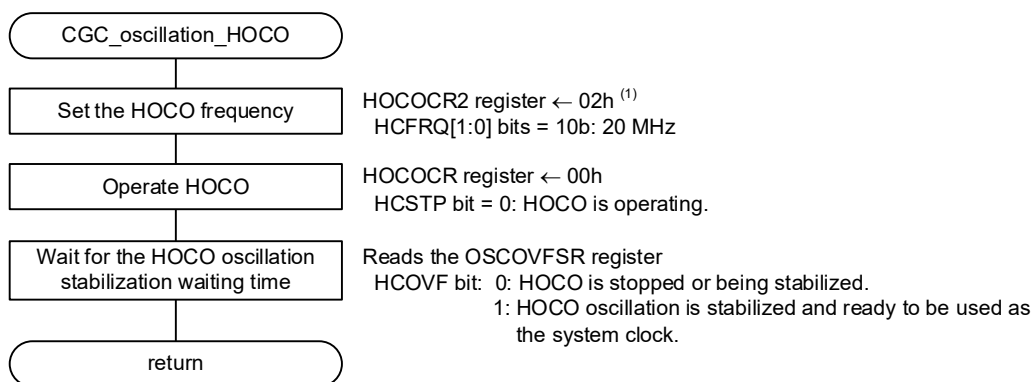 CGC_oscillation_HOCO
Set the HOCO frequency
HOCOCR2 register ← 02h (1)
HCFRQ[1:0] bits = 10b: 20 MHz
Operate HOCO
HOCOCR register ← 00h
HCSTP bit = 0: HOCO is operating.
Wait for the HOCO oscillation
stabilization waiting time
Reads the OSCOVFSR register
HCOVF bit: 0: HOCO is stopped or being stabilized.
1: HOCO oscillation is stabilized and ready to be used as
the system clock.
return